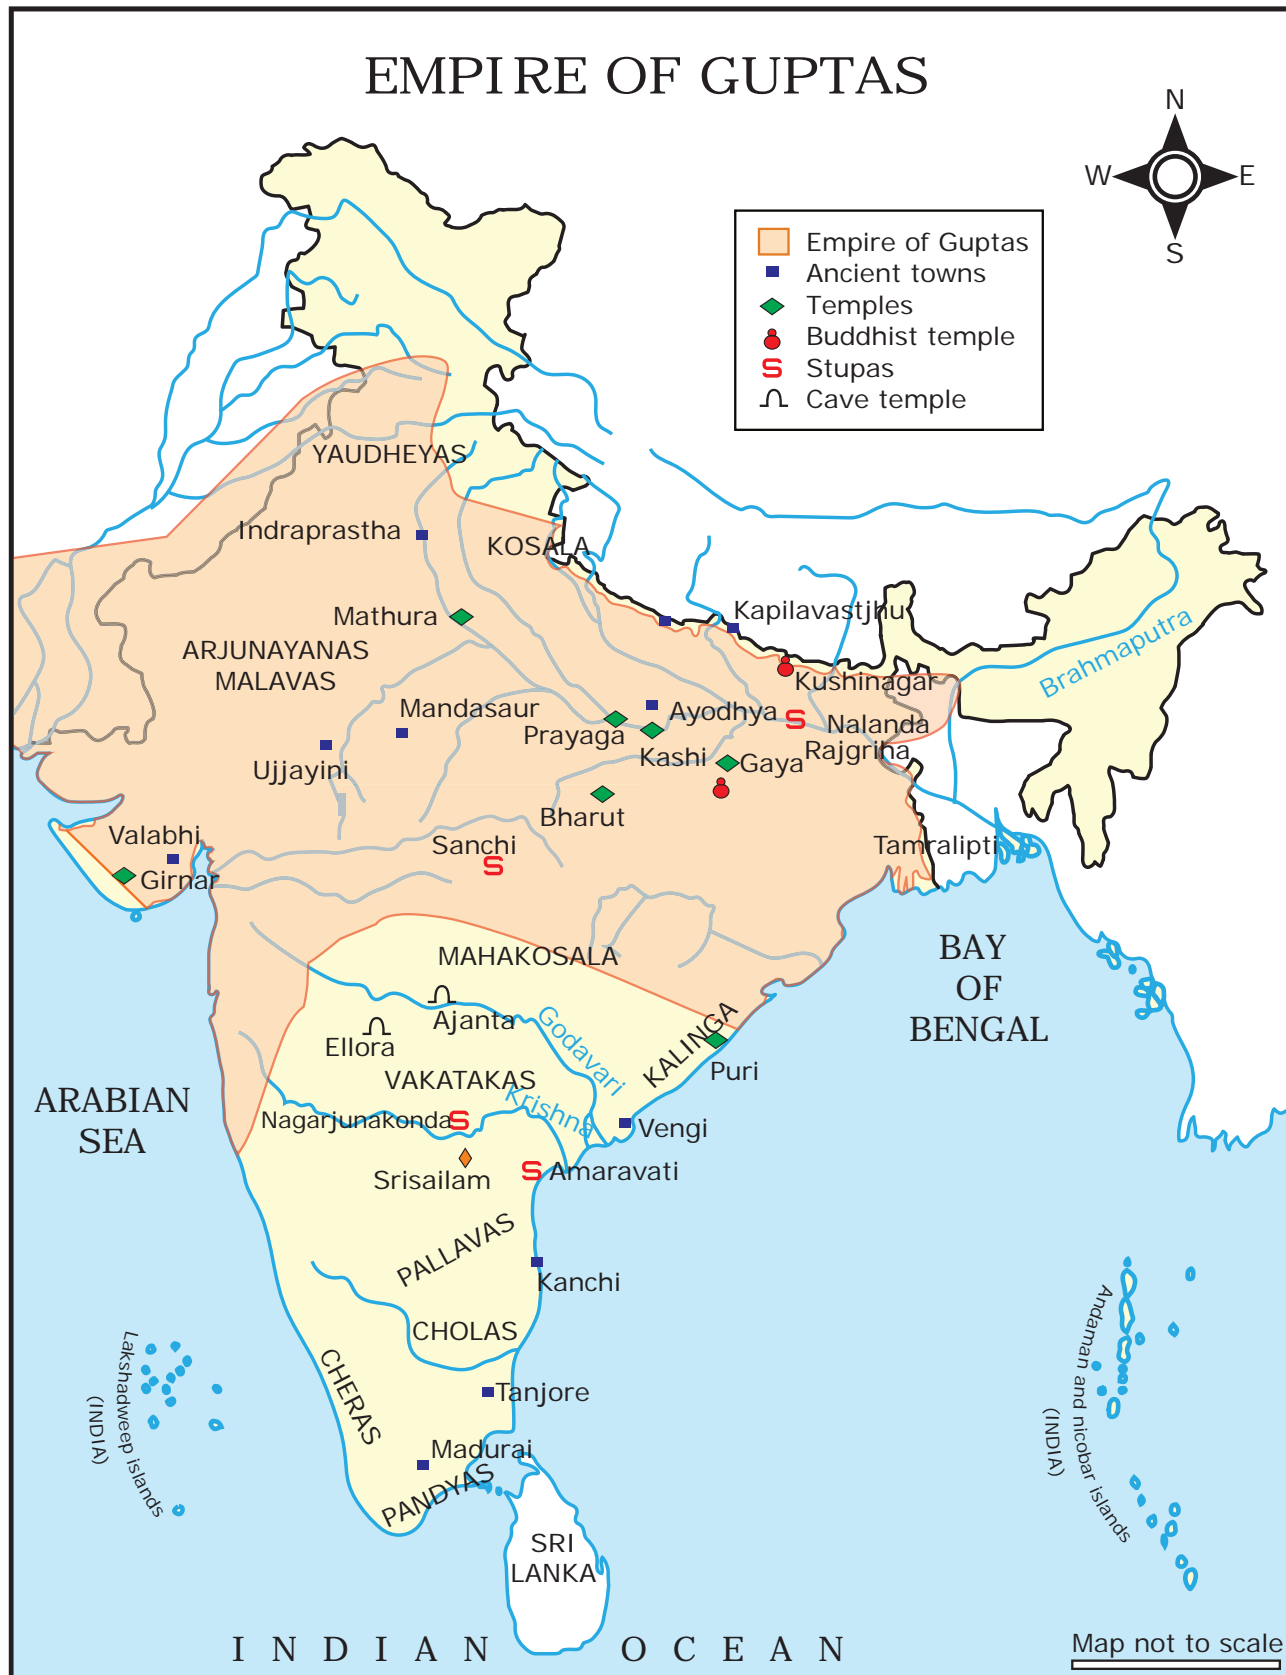 EMPIRE OF GUPTAS
N
W
E
S
Empire of Guptas
Ancient towns
Temples
Buddhist temple
Stupas
Cave temple
YAUDHEYAS
Indraprastha
KOSALA
Mathura
Kapilavastjhu
Brahmaputra
ARJUNAYANAS
MALAVAS
Kushinagar
Mandasaur
Ayodhya
Nalanda
Prayaga
Rajgriha
Kashi
Gaya
Ujjayini
Bharut
Valabhi
Sanchi
Tamralipti
Girnar
MAHAKOSALA
BAY
OF
BENGAL
Ajanta
Godavari
Ellora
KALINGA
Puri
VAKATAKAS
Krishna
ARABIAN
SEA
Nagarjunakonda
Vengi
Srisailam
Amaravati
PALLAVAS
Kanchi
CHOLAS
CHERAS
Tanjore
Lakshadweep islands
(INDIA)
Andaman and nicobar islands
(INDIA)
Madurai
PANDYAS
SRI
LANKA
INDIAN OCEAN
Map not to scale